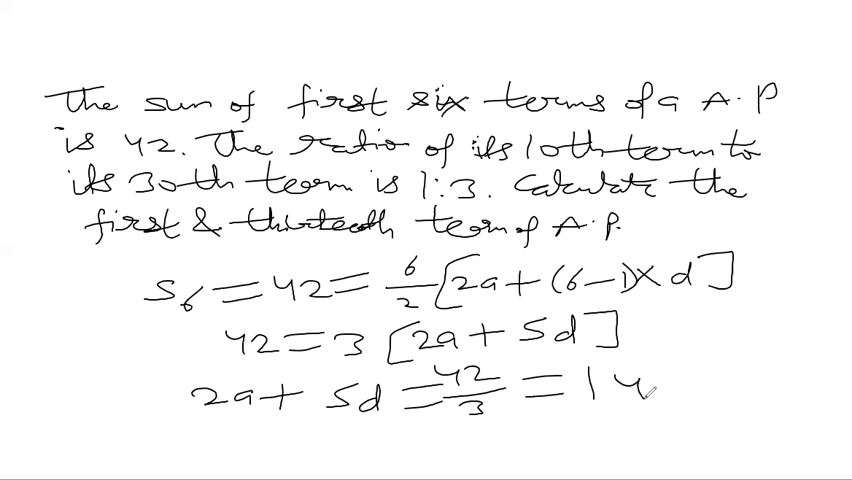 The sum of first six terms of a A.P
is 42. The ratio of its 10th term to
its 30th term is 1:3. Calculate the
first & thirteeth term of A.P.
S₆ = 42 = 6/2 [2a + (6-1) × d]
42 = 3 [2a + 5d]
2a + 5d = 42/3 = 14